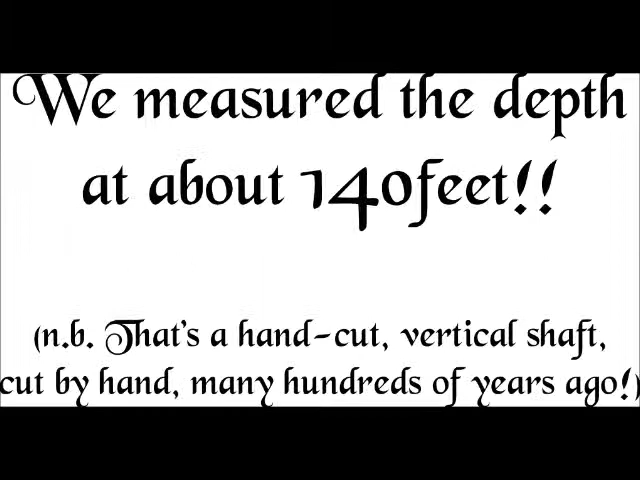 We measured the depth
at about 140feet!!
(n.b. That's a hand-cut, vertical shaft,
cut by hand, many hundreds of years ago!)